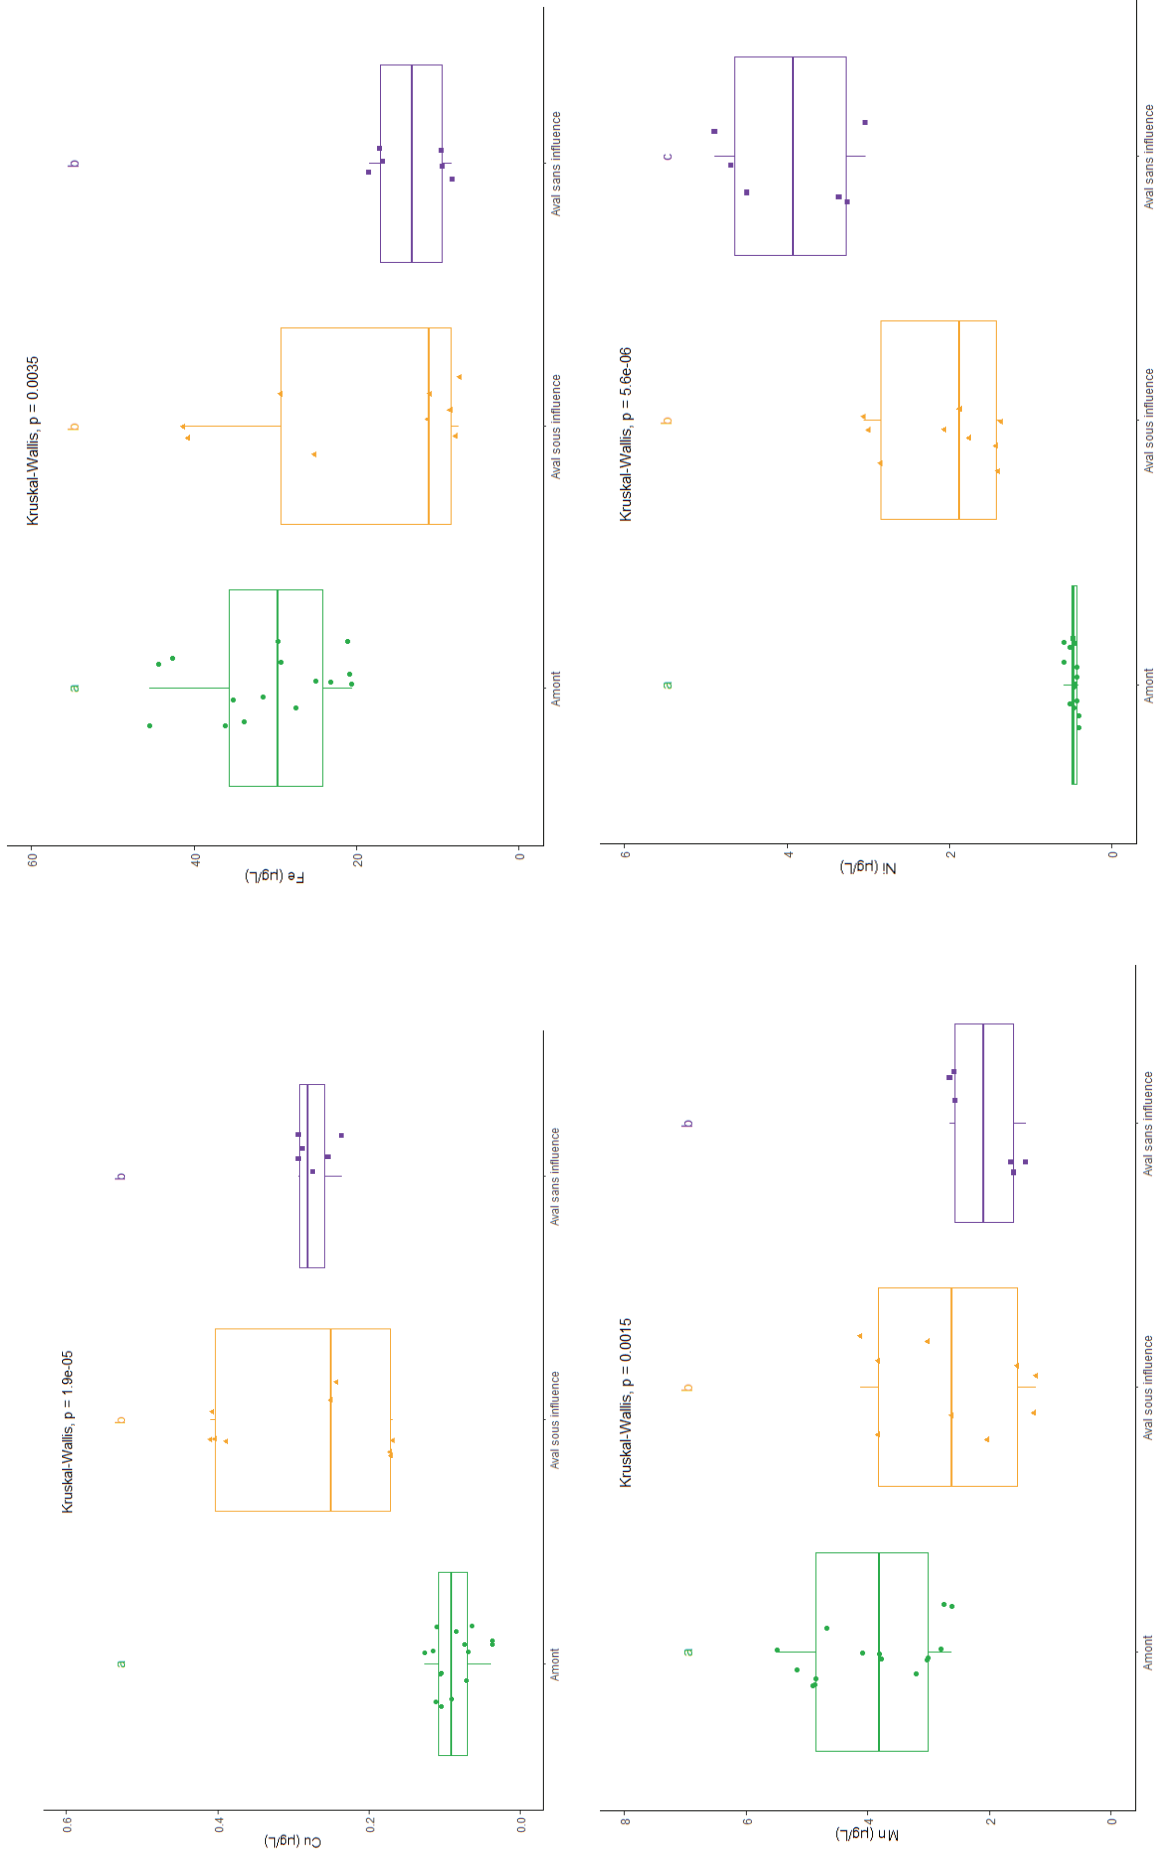 Kruskal-Wallis, p = 1.9e-05
a
b
b
0.6
0.4
0.2
0.0
Cu (µg/L)
Amont
Aval sous influence
Aval sans influence
Kruskal-Wallis, p = 0.0035
a
b
b
60
40
20
0
Fe (µg/L)
Amont
Aval sous influence
Aval sans influence
Kruskal-Wallis, p = 0.0015
a
b
b
8
6
4
2
0
Mn (µg/L)
Amont
Aval sous influence
Aval sans influence
Kruskal-Wallis, p = 5.6e-06
a
b
c
6
4
2
0
Ni (µg/L)
Amont
Aval sous influence
Aval sans influence